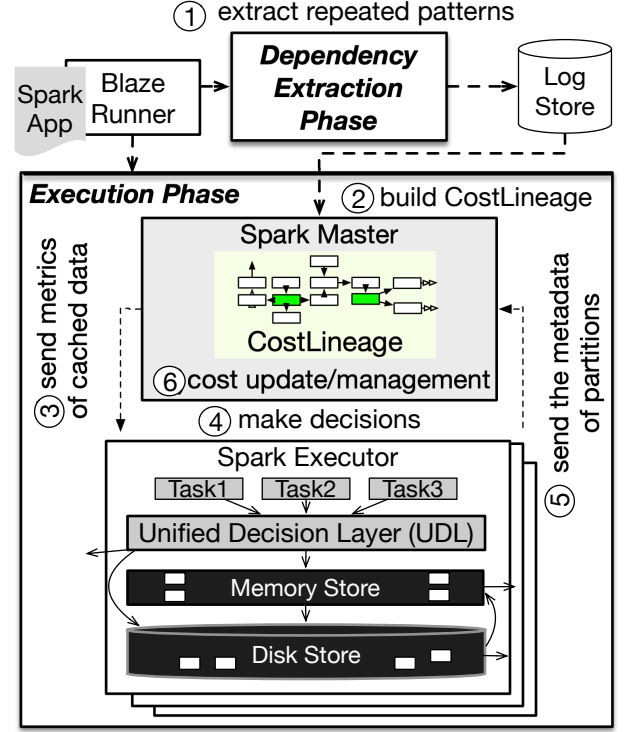 ① extract repeated patterns
Spark
App
Blaze
Runner
Dependency
Extraction
Phase
Log
Store
Execution Phase
② build CostLineage
Spark Master
CostLineage
⑥ cost update/management
③ send metrics
of cached data
④ make decisions
⑤ send the metadata
of partitions
Spark Executor
Task1 Task2 Task3
Unified Decision Layer (UDL)
Memory Store
Disk Store